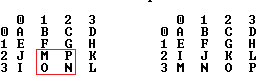 0 1 2 3 0 1 2 3
0 A B C D 0 A B C D
1 E F G H 1 E F G H
2 I J M P K 2 I J K L
3 I O N L 3 M N O P